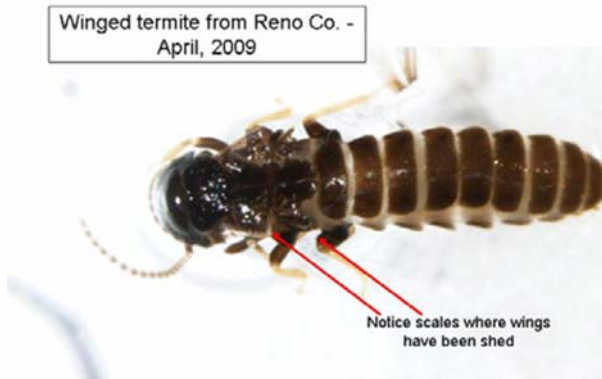 Winged termite from Reno Co. -
April, 2009
Notice scales where wings
have been shed